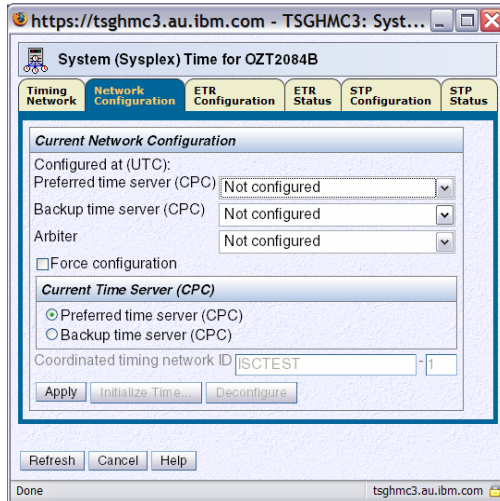 https://tsghmc3.au.ibm.com - TSGHMC3: Syst...
System (Sysplex) Time for OZT2084B
Timing Network
Network Configuration
ETR Configuration
ETR Status
STP Configuration
STP Status
Current Network Configuration
Configured at (UTC):
Preferred time server (CPC) Not configured
Backup time server (CPC) Not configured
Arbiter Not configured
Force configuration
Current Time Server (CPC)
Preferred time server (CPC)
Backup time server (CPC)
Coordinated timing network ID ISCTEST - 1
Apply Initialize Time... Deconfigure
Refresh Cancel Help
Done tsghmc3.au.ibm.com